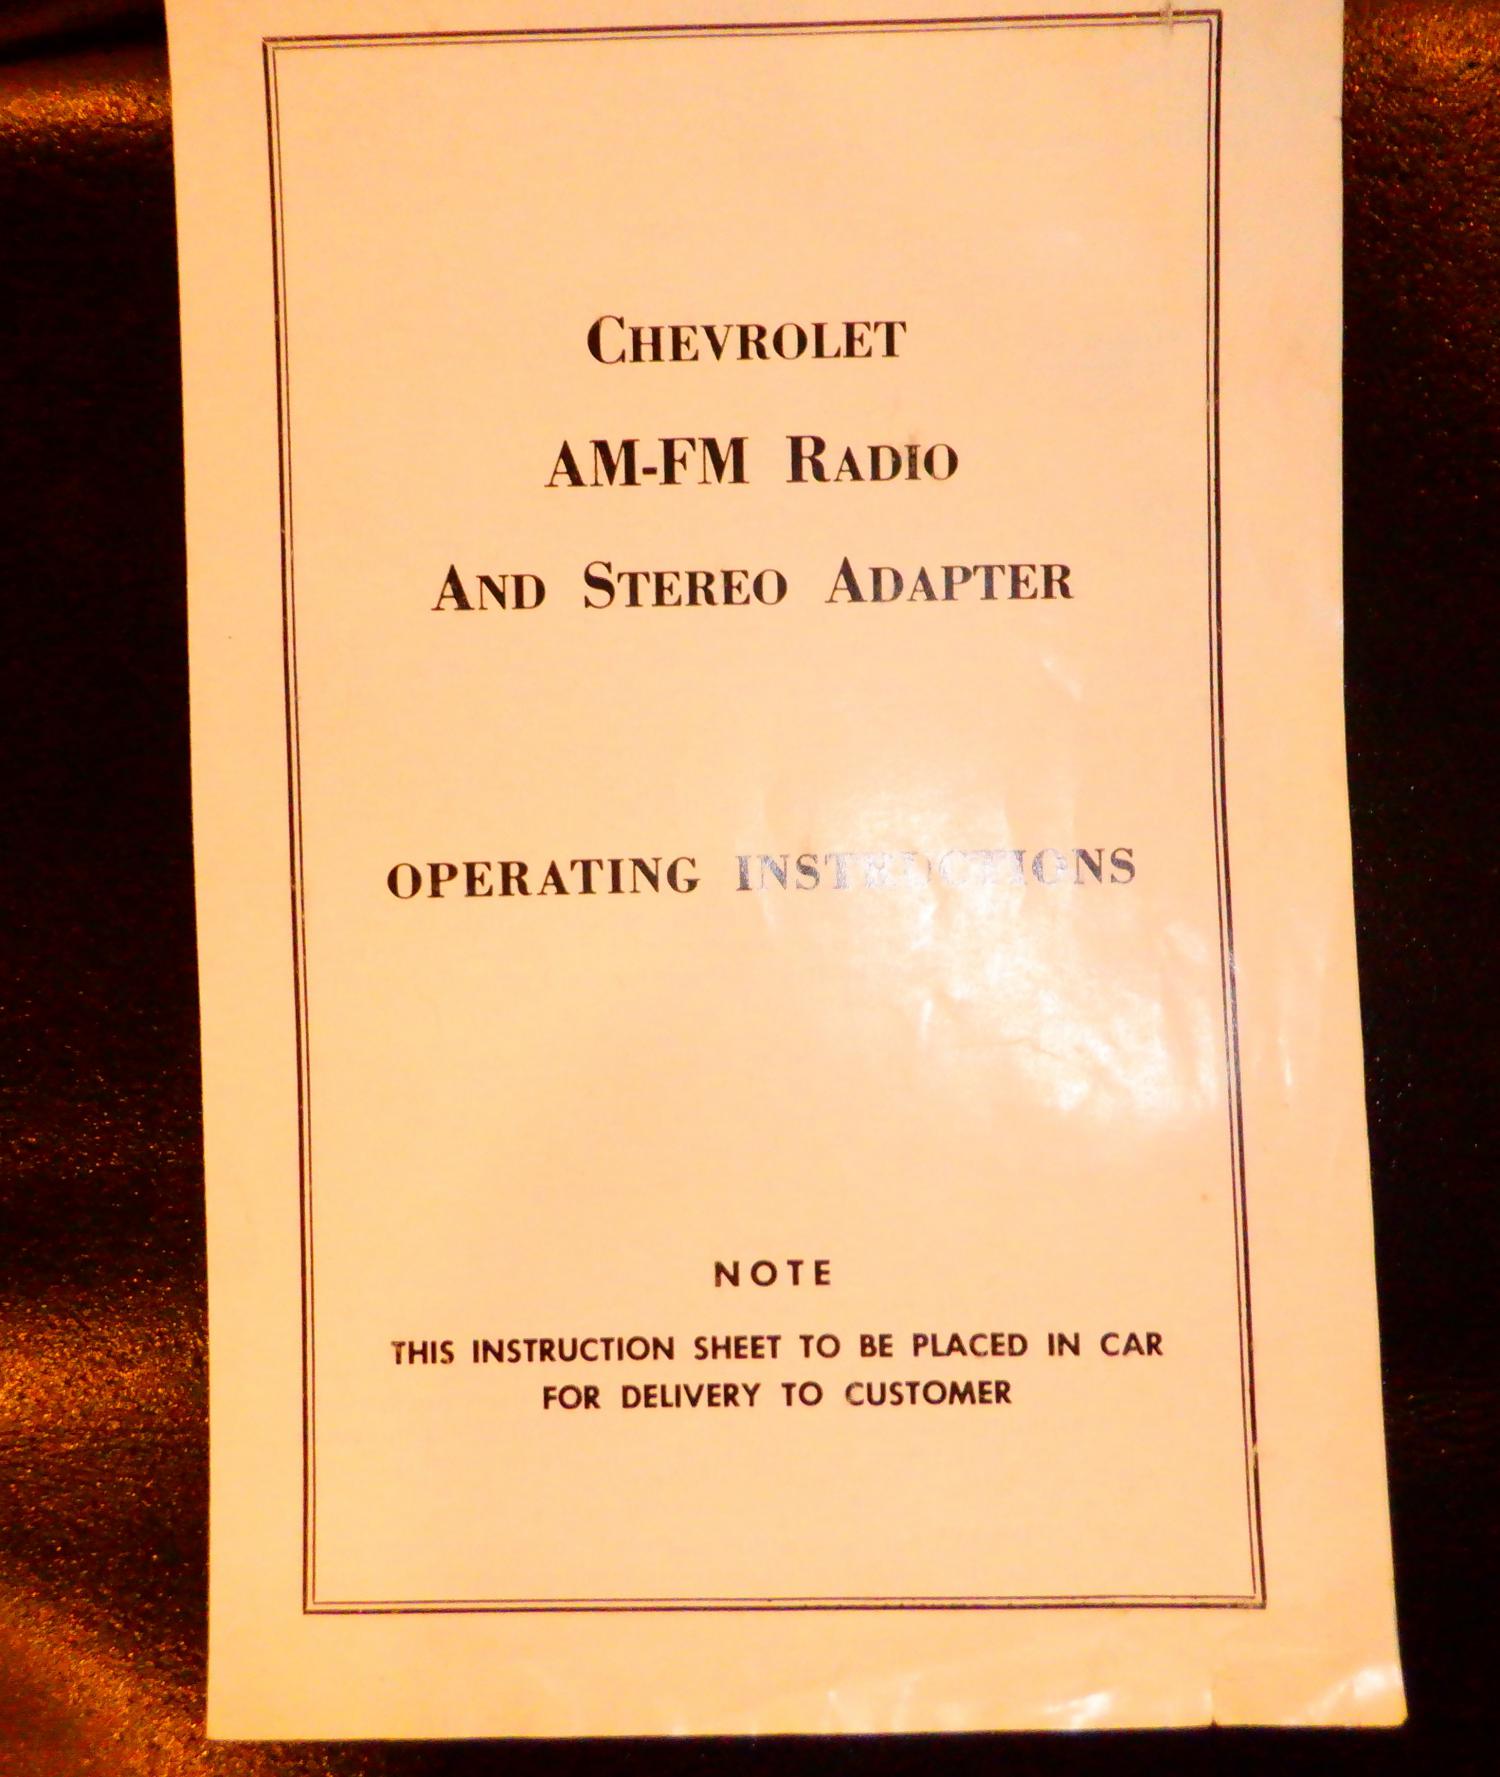 CHEVROLET
AM-FM RADIO
AND STEREO ADAPTER
OPERATING INSTRUCTIONS
NOTE
THIS INSTRUCTION SHEET TO BE PLACED IN CAR
FOR DELIVERY TO CUSTOMER